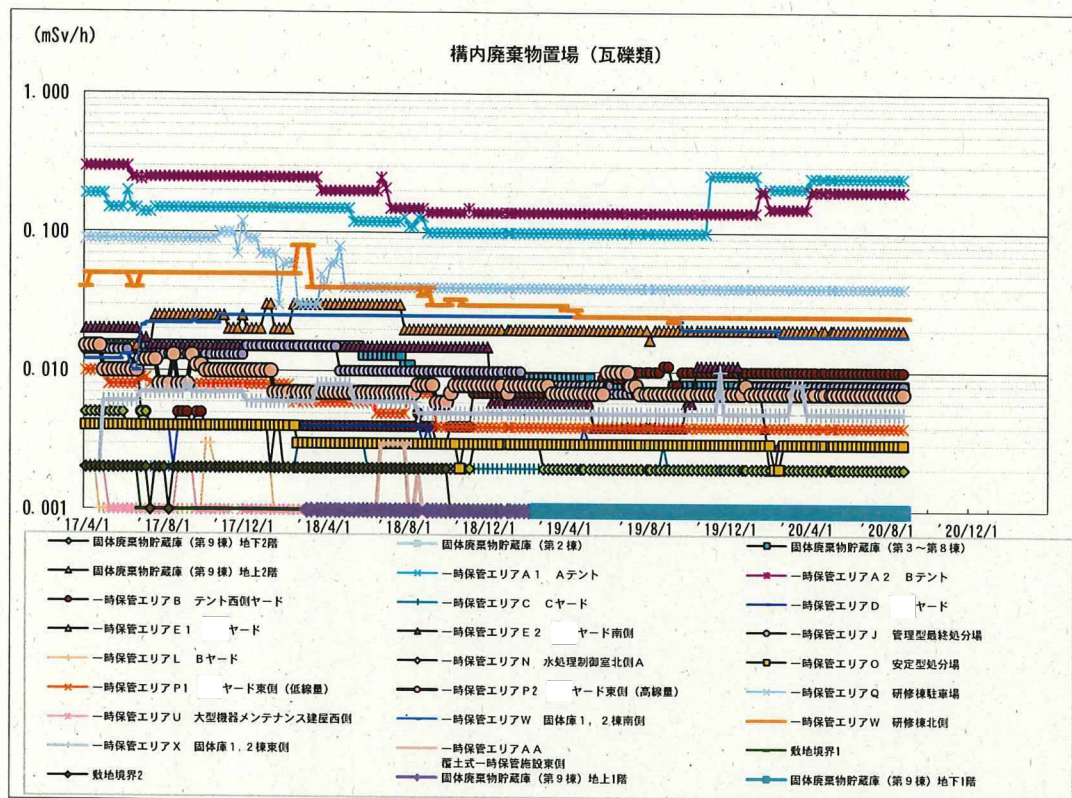 (mSv/h)
構内廃棄物置場（瓦礫類）
1.000
0.100
0.010
0.001
'17/4/1 '17/8/1 '17/12/1 '18/4/1 '18/8/1 '18/12/1 '19/4/1 '19/8/1 '19/12/1 '20/4/1 '20/8/1 '20/12/1
固体廃棄物貯蔵庫（第9棟）地下2階 固体廃棄物貯蔵庫（第2棟） 固体廃棄物貯蔵庫（第3～第8棟）
固体廃棄物貯蔵庫（第9棟）地上2階 一時保管エリアA1 Aテント 一時保管エリアA2 Bテント
一時保管エリアB テント西側ヤード 一時保管エリアC Cヤード 一時保管エリアD ヤード
一時保管エリアE1 ヤード 一時保管エリアE2 ヤード南側 一時保管エリアJ 管理型最終処分場
一時保管エリアL Bヤード 一時保管エリアN 水処理制御室北側A 一時保管エリアO 安定型処分場
一時保管エリアP1 ヤード東側（低線量） 一時保管エリアP2 ヤード東側（高線量） 一時保管エリアQ 研修棟駐車場
一時保管エリアU 大型機器メンテナンス建屋西側 一時保管エリアW 固体庫1，2棟南側 一時保管エリアW 研修棟北側
一時保管エリアX 固体庫1，2棟東側 一時保管エリアAA 敷地境界1
覆土式一時保管施設東側
敷地境界2 固体廃棄物貯蔵庫（第9棟）地上1階 固体廃棄物貯蔵庫（第9棟）地下1階